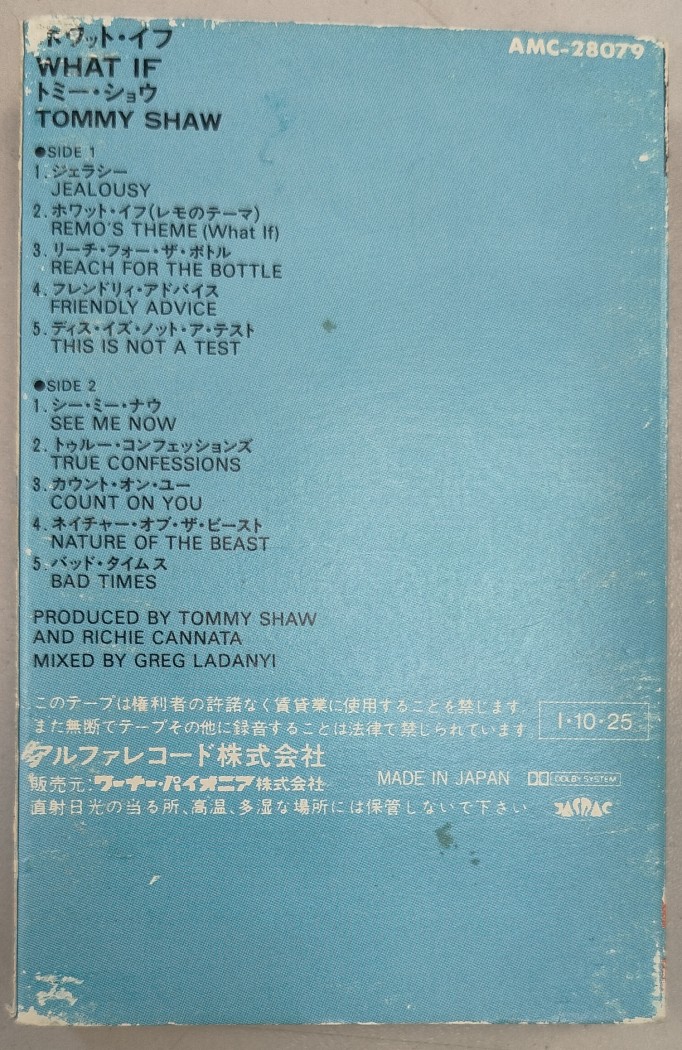 ホワット・イフ
AMC-28079
WHAT IF
トミー・ショウ
TOMMY SHAW
●SIDE 1
1. ジェラシー
JEALOUSY
2. ホワット・イフ(レモのテーマ)
REMO'S THEME (What If)
3. リーチ・フォー・ザ・ボトル
REACH FOR THE BOTTLE
4. フレンドリィ・アドバイス
FRIENDLY ADVICE
5. ディス・イズ・ノット・ア・テスト
THIS IS NOT A TEST
●SIDE 2
1. シー・ミー・ナウ
SEE ME NOW
2. トゥルー・コンフェッションズ
TRUE CONFESSIONS
3. カウント・オン・ユー
COUNT ON YOU
4. ネイチャー・オブ・ザ・ビースト
NATURE OF THE BEAST
5. バッド・タイムス
BAD TIMES
PRODUCED BY TOMMY SHAW
AND RICHIE CANNATA
MIXED BY GREG LADANYI
このテープは権利者の許諾なく賃貸業に使用することを禁じます。
また無断でテープその他に録音することは法律で禁じられています。
I・10・25
アルファレコード株式会社
販売元:ワーナー・パイオニア株式会社
MADE IN JAPAN
DOLBY SYSTEM
直射日光の当る所、高温、多湿な場所には保管しないで下さい
JASRAC